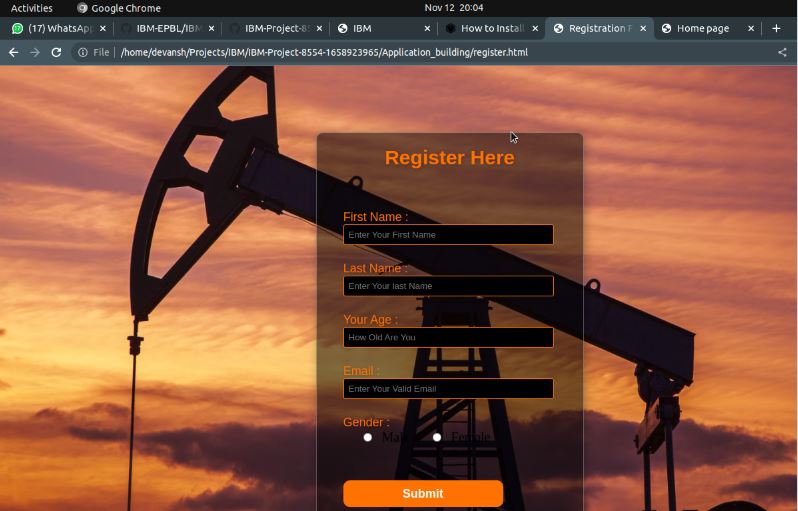 Activities Google Chrome Nov 12 20:04
(17) WhatsApp IBM-EPBL/IBM IBM-Project-85 IBM How to Install Registration F Home page
File /home/devansh/Projects/IBM/IBM-Project-8554-1658923965/Application_building/register.html
Register Here
First Name :
Enter Your First Name
Last Name :
Enter Your last Name
Your Age :
How Old Are You
Email :
Enter Your Valid Email
Gender :
Male Female
Submit